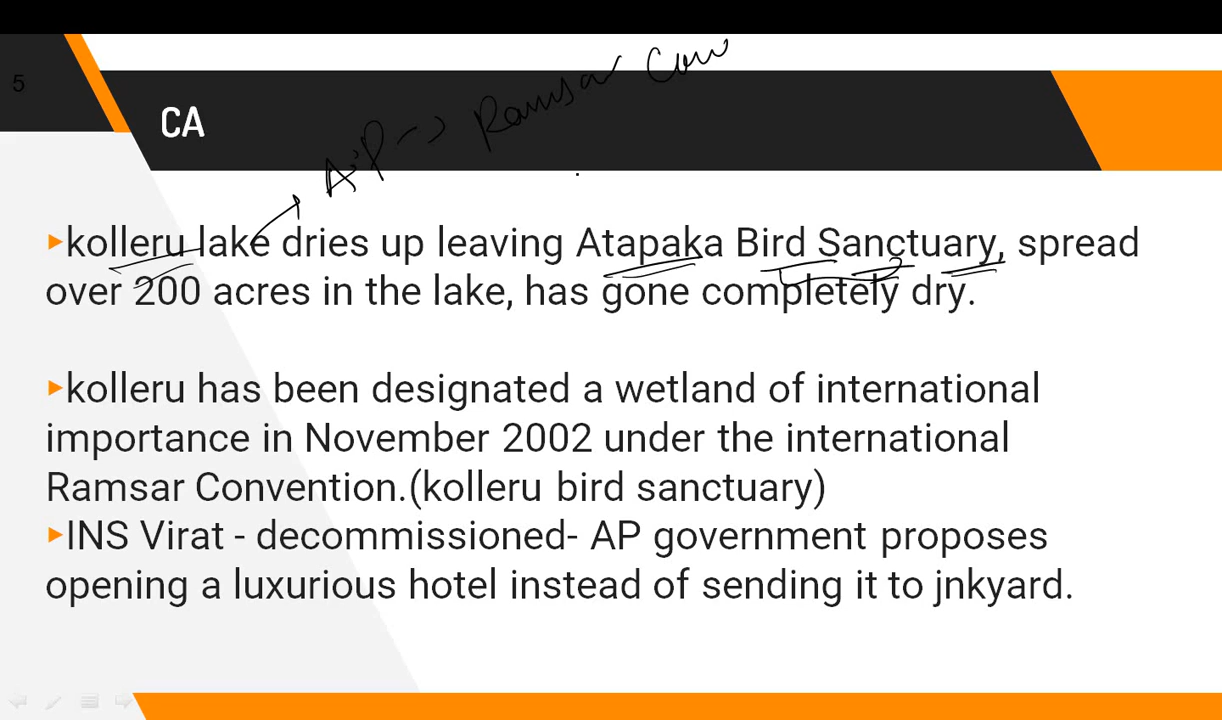 5
CA
A.P -> Ramsar Con
▸kolleru lake dries up leaving Atapaka Bird Sanctuary, spread
over 200 acres in the lake, has gone completely dry.
▸kolleru has been designated a wetland of international
importance in November 2002 under the international
Ramsar Convention.(kolleru bird sanctuary)
▸INS Virat - decommissioned- AP government proposes
opening a luxurious hotel instead of sending it to jnkyard.